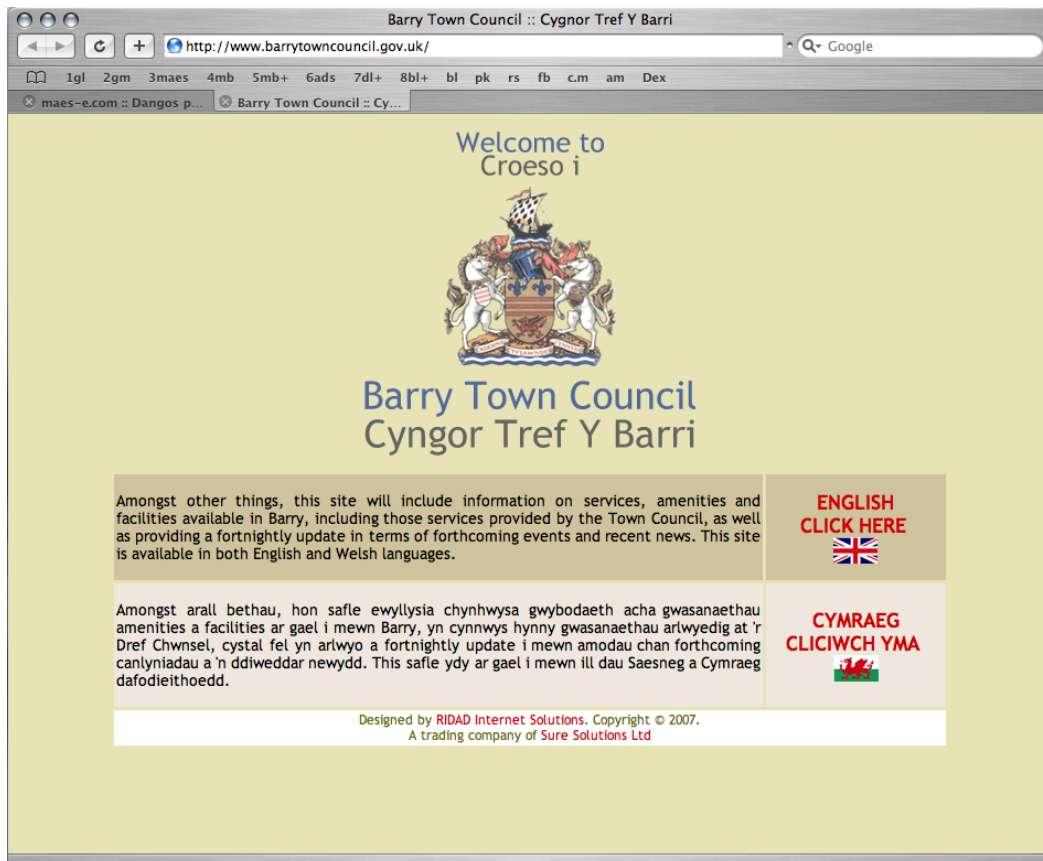 Barry Town Council :: Cygnor Tref Y Barri
http://www.barrytowncouncil.gov.uk/
Google
1gl 2gm 3maes 4mb 5mb+ 6ads 7dl+ 8bl+ bl pk rs fb c.m am Dex
maes-e.com :: Dangos p... Barry Town Council :: Cy...
Welcome to
Croeso i
CYFIAWNDER
Barry Town Council
Cyngor Tref Y Barri
Amongst other things, this site will include information on services, amenities and
facilities available in Barry, including those services provided by the Town Council, as well
as providing a fortnightly update in terms of forthcoming events and recent news. This site
is available in both English and Welsh languages.
ENGLISH
CLICK HERE
Amongst arall bethau, hon safle ewyllysia chynhwysa gwybodaeth acha gwasanaethau
amenities a facilities ar gael i mewn Barry, yn cynnwys hynny gwasanaethau arlwyedig at 'r
Dref Chwnsel, cystal fel yn arlwyo a fortnightly update i mewn amodau chan forthcoming
canlyniadau a 'n ddiweddar newydd. This safle ydy ar gael i mewn ill dau Saesneg a Cymraeg
dafodieithoedd.
CYMRAEG
CLICIWCH YMA
Designed by RIDAD Internet Solutions. Copyright © 2007.
A trading company of Sure Solutions Ltd